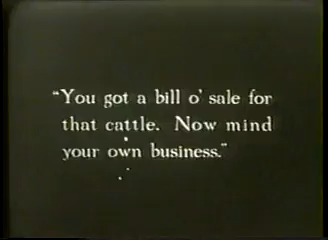 "You got a bill o' sale for
that cattle. Now mind
your own business."